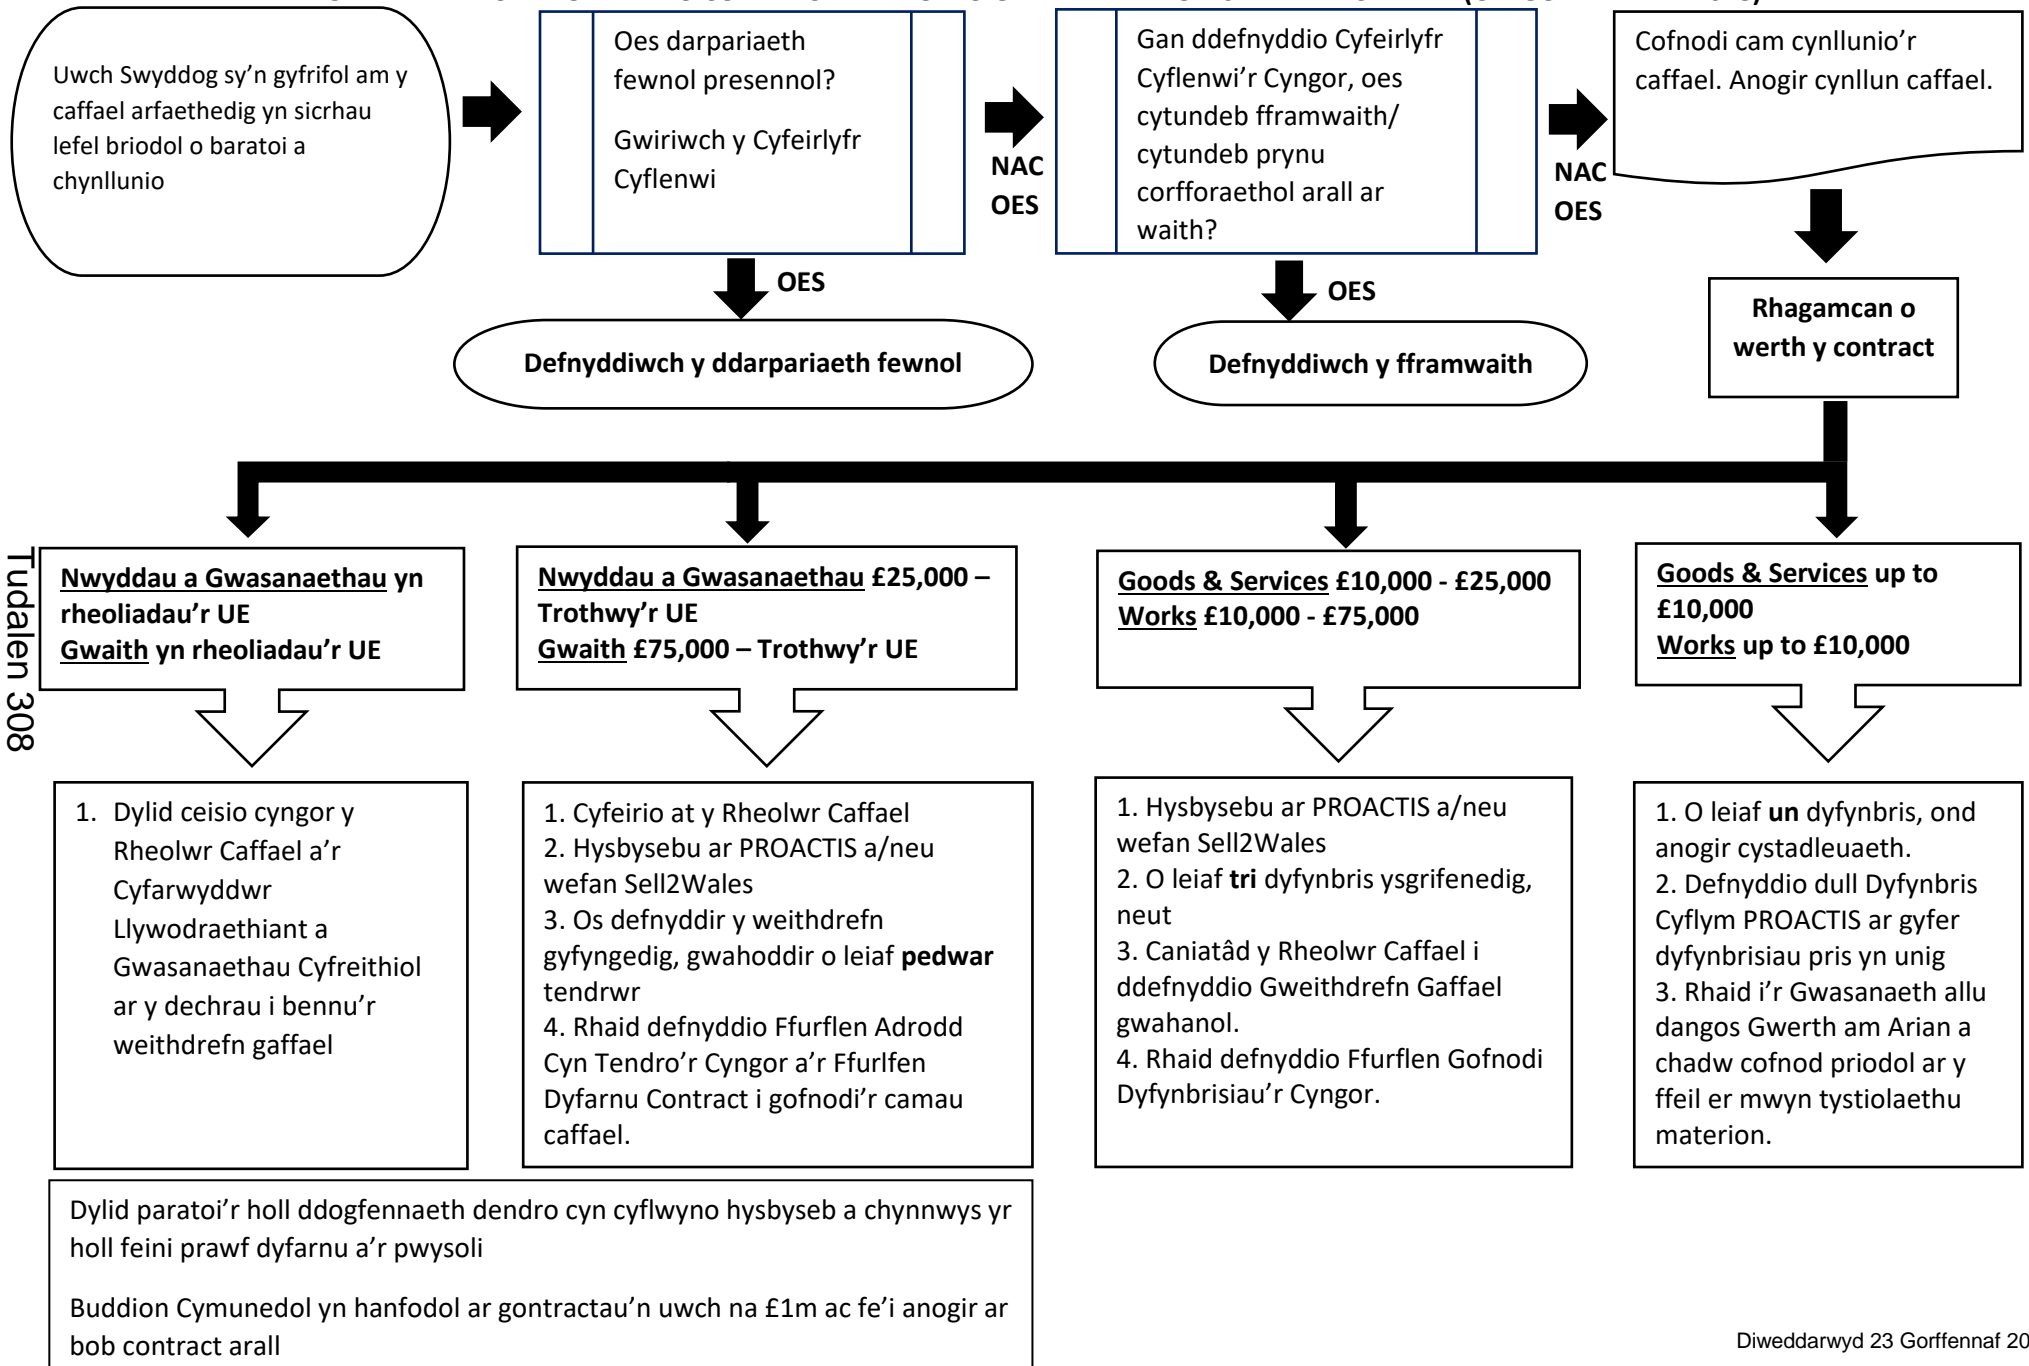 Uwch Swyddog sy'n gyfrifol am y
caffael arfaethedig yn sicrhau
lefel briodol o baratoi a
chynllunio
Oes darpariaeth
fewnol presennol?
Gwiriwch y Cyfeirlyfr
Cyflenwi
NAC
OES
Gan ddefnyddio Cyfeirlyfr
Cyflenwi'r Cyngor, oes
cytundeb fframwaith/
cytundeb prynu
corfforaethol arall ar
waith?
NAC
OES
Cofnodi cam cynllunio'r
caffael. Anogir cynllun caffael.
OES
Defnyddiwch y ddarpariaeth fewnol
OES
Defnyddiwch y fframwaith
Rhagamcan o
werth y contract
Nwyddau a Gwasanaethau yn
rheoliadau'r UE
Gwaith yn rheoliadau'r UE
Nwyddau a Gwasanaethau £25,000 –
Trothwy'r UE
Gwaith £75,000 – Trothwy'r UE
Goods & Services £10,000 - £25,000
Works £10,000 - £75,000
Goods & Services up to
£10,000
Works up to £10,000
1. Dylid ceisio cyngor y
Rheolwr Caffael a'r
Cyfarwyddwr
Llywodraethiant a
Gwasanaethau Cyfreithiol
ar y dechrau i bennu'r
weithdrefn gaffael
1. Cyfeirio at y Rheolwr Caffael
2. Hysbysebu ar PROACTIS a/neu
wefan Sell2Wales
3. Os defnyddir y weithdrefn
gyfyngedig, gwahoddir o leiaf pedwar
tendrwr
4. Rhaid defnyddio Ffurflen Adrodd
Cyn Tendro'r Cyngor a'r Ffurlfen
Dyfarnu Contract i gofnodi'r camau
caffael.
1. Hysbysebu ar PROACTIS a/neu
wefan Sell2Wales
2. O leiaf tri dyfynbris ysgrifenedig,
neut
3. Caniatâd y Rheolwr Caffael i
ddefnyddio Gweithdrefn Gaffael
gwahanol.
4. Rhaid defnyddio Ffurflen Gofnodi
Dyfynbrisiau'r Cyngor.
1. O leiaf un dyfynbris, ond
anogir cystadleuaeth.
2. Defnyddio dull Dyfynbris
Cyflym PROACTIS ar gyfer
dyfynbrisiau pris yn unig
3. Rhaid i'r Gwasanaeth allu
dangos Gwerth am Arian a
chadw cofnod priodol ar y
ffeil er mwyn tystiolaethu
materion.
Dylid paratoi'r holl ddogfennaeth dendro cyn cyflwyno hysbyseb a chynnwys yr
holl feini prawf dyfarnu a'r pwysoli
Buddion Cymunedol yn hanfodol ar gontractau'n uwch na £1m ac fe'i anogir ar
bob contract arall
Tudalen 308
Diweddarwyd 23 Gorffennaf 20